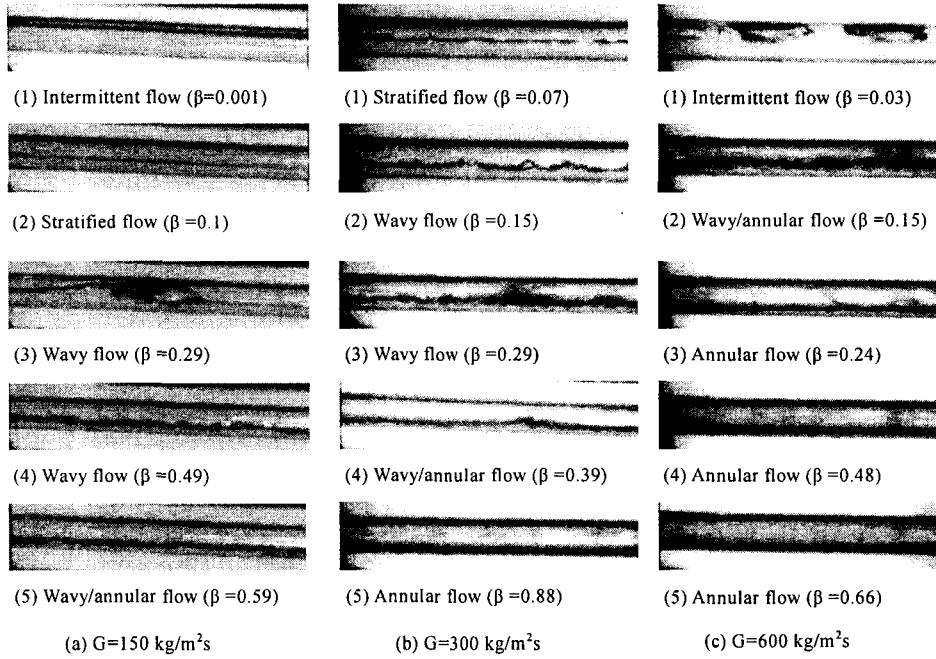 (1) Intermittent flow (β=0.001)
(1) Stratified flow (β =0.07)
(1) Intermittent flow (β =0.03)
(2) Stratified flow (β =0.1)
(2) Wavy flow (β =0.15)
(2) Wavy/annular flow (β =0.15)
(3) Wavy flow (β =0.29)
(3) Wavy flow (β =0.29)
(3) Annular flow (β =0.24)
(4) Wavy flow (β =0.49)
(4) Wavy/annular flow (β =0.39)
(4) Annular flow (β =0.48)
(5) Wavy/annular flow (β =0.59)
(5) Annular flow (β =0.88)
(5) Annular flow (β =0.66)
(a) G=150 kg/m²s
(b) G=300 kg/m²s
(c) G=600 kg/m²s